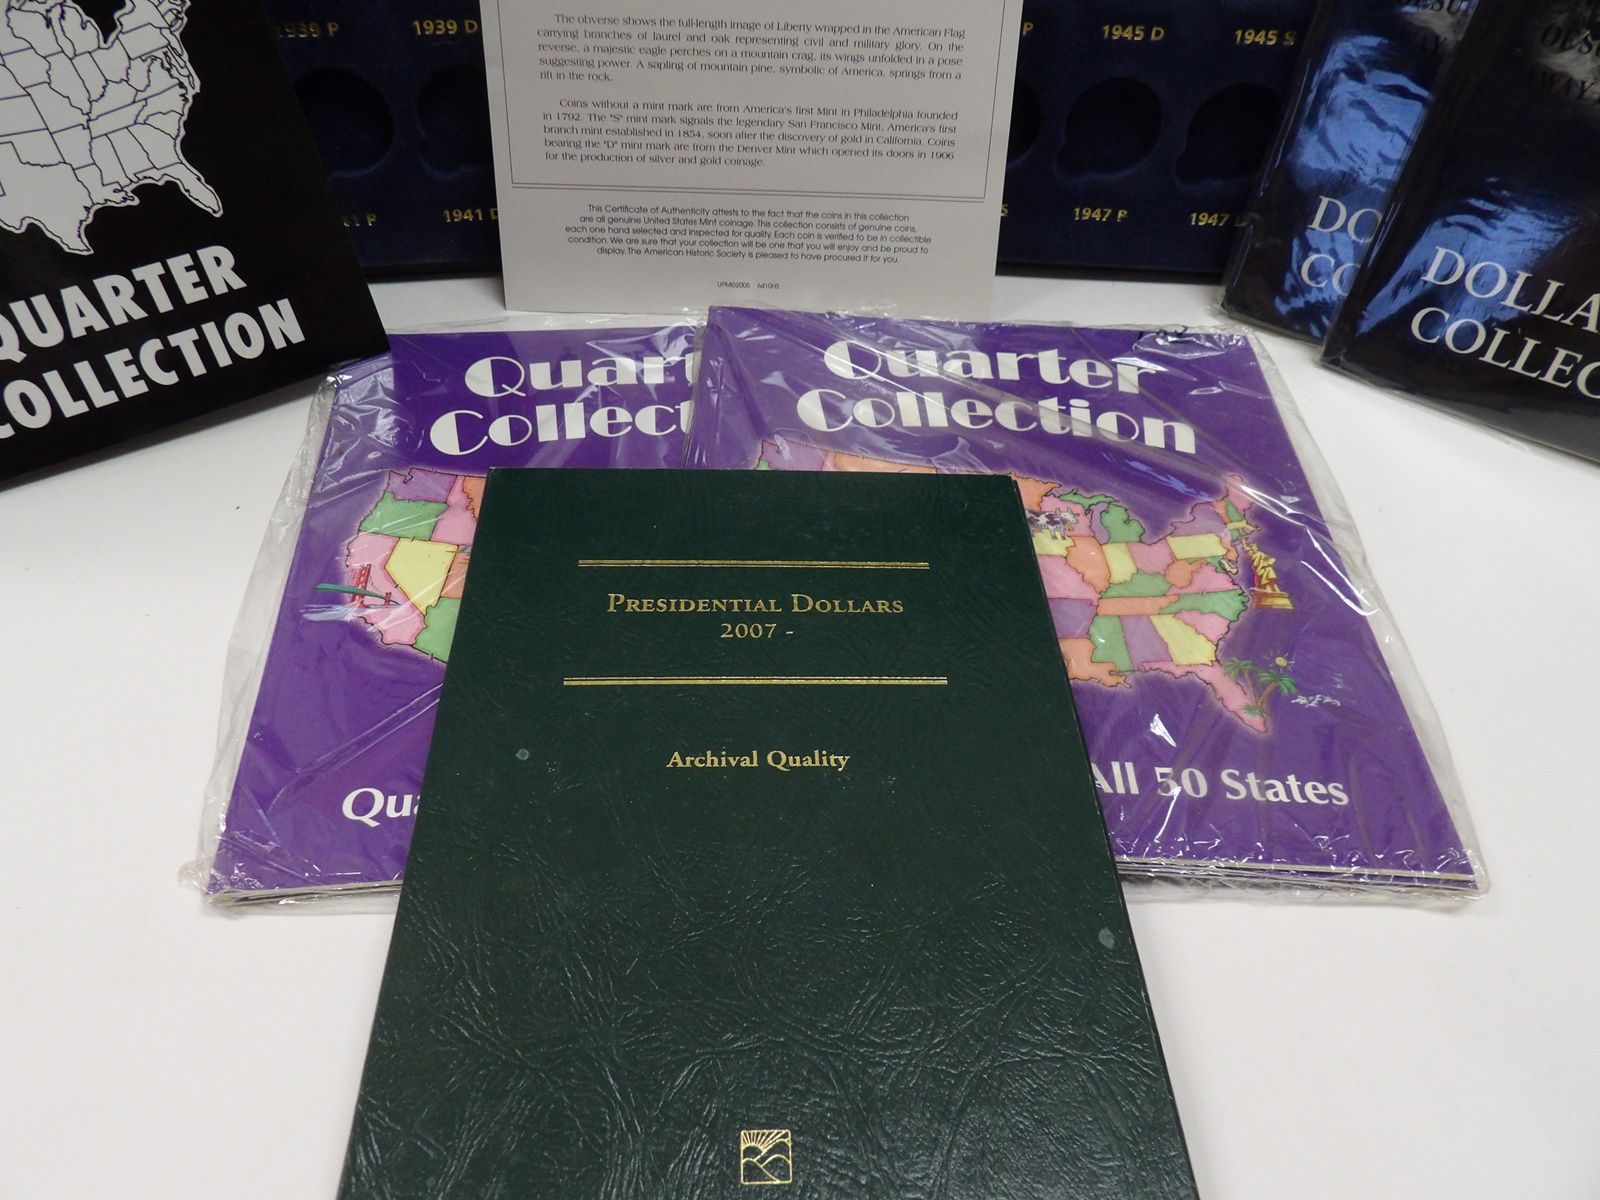 1939 P
1939 D
P
1945 D
1945 S
1941 D
1947 P
1947 D
The obverse shows the full-length image of Liberty wrapped in the American Flag
carrying branches of laurel and oak representing civil and military glory. On the
reverse, a majestic eagle perches on a mountain crag, its wings unfolded in a pose
suggesting power. A sapling of mountain pine, symbolic of America, springs from a
rift in the rock.
Coins without a mint mark are from America's first Mint in Philadelphia founded
in 1792. The "S" mint mark signals the legendary San Francisco Mint, America's first
branch mint established in 1854, soon after the discovery of gold in California. Coins
bearing the "D" mint mark are from the Denver Mint which opened its doors in 1906
for the production of silver and gold coinage.
This Certificate of Authenticity attests to the fact that the coins in this collection
are all genuine United States Mint coinage. This collection consists of genuine coins,
each one hand selected and inspected for quality. Each coin is verified to be in collectible
condition. We are sure that your collection will be one that you will enjoy and be proud to
display. The American Historic Society is pleased to have procured it for you.
QUARTER
COLLECTION
DO
CO
DOLLA
COLLEC
Quart
Collect
Qua
Quarter
Collection
All 50 States
PRESIDENTIAL DOLLARS
2007 -
Archival Quality